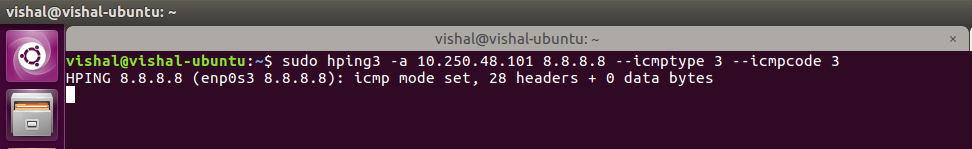 vishal@vishal-ubuntu: ~
vishal@vishal-ubuntu: ~
vishal@vishal-ubuntu:~$ sudo hping3 -a 10.250.48.101 8.8.8.8 --icmptype 3 --icmpcode 3
HPING 8.8.8.8 (enp0s3 8.8.8.8): icmp mode set, 28 headers + 0 data bytes